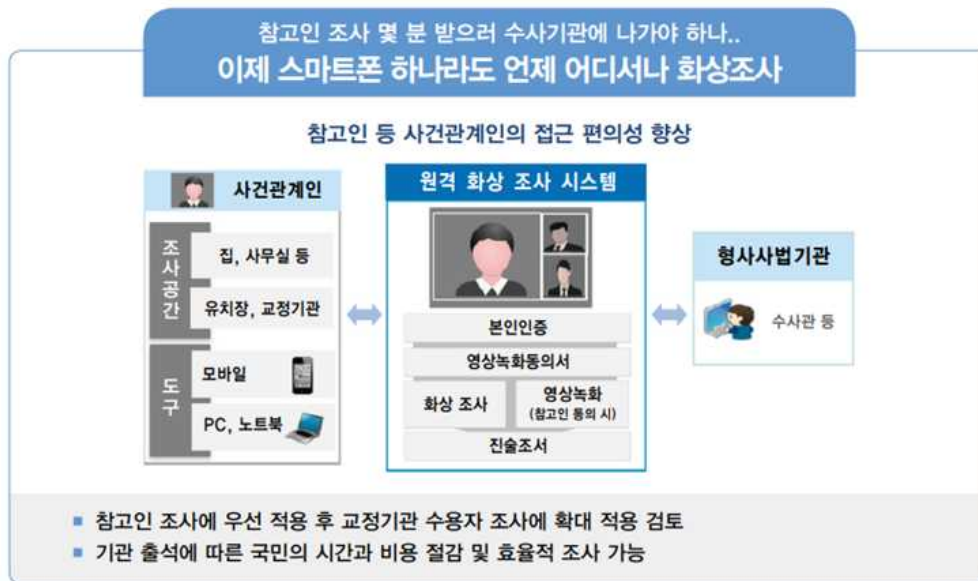 참고인 조사 몇 분 받으러 수사기관에 나가야 하나..
이제 스마트폰 하나라도 언제 어디서나 화상조사
참고인 등 사건관계인의 접근 편의성 향상
사건관계인
조사공간
집, 사무실 등
유치장, 교정기관
도구
모바일
PC, 노트북
원격 화상 조사 시스템
본인인증
영상녹화동의서
화상 조사
영상녹화
(참고인 동의 시)
진술조서
형사사법기관
수사관 등
▪ 참고인 조사에 우선 적용 후 교정기관 수용자 조사에 확대 적용 검토
▪ 기관 출석에 따른 국민의 시간과 비용 절감 및 효율적 조사 가능